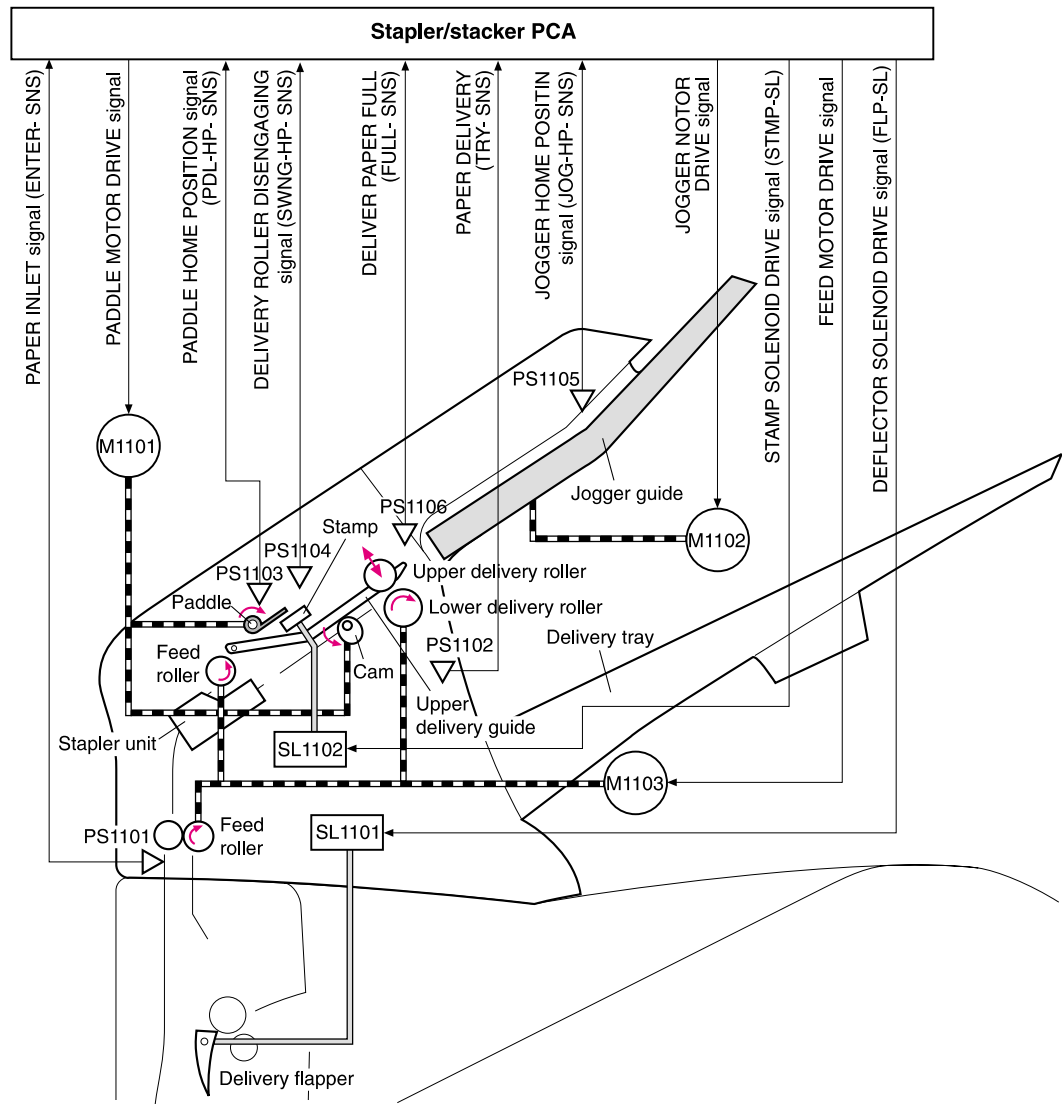 Stapler/stacker PCA
PAPER INLET signal (ENTER- SNS)
PADDLE MOTOR DRIVE signal
PADDLE HOME POSITION signal
(PDL-HP- SNS)
DELIVERY ROLLER DISENGAGING
signal (SWNG-HP- SNS)
DELIVER PAPER FULL
(FULL- SNS)
PAPER DELIVERY
(TRY- SNS)
JOGGER HOME POSITIN
signal (JOG-HP- SNS)
JOGGER NOTOR
DRIVE signal
STAMP SOLENOID DRIVE signal (STMP-SL)
FEED MOTOR DRIVE signal
DEFLECTOR SOLENOID DRIVE signal (FLP-SL)
PS1105
M1101
Jogger guide
PS1106
Stamp
M1102
PS1104
PS1103
Upper delivery roller
Paddle
Lower delivery roller
Delivery tray
PS1102
Feed
roller
Cam
Upper
delivery guide
Stapler unit
SL1102
M1103
PS1101
Feed
roller
SL1101
Delivery flapper